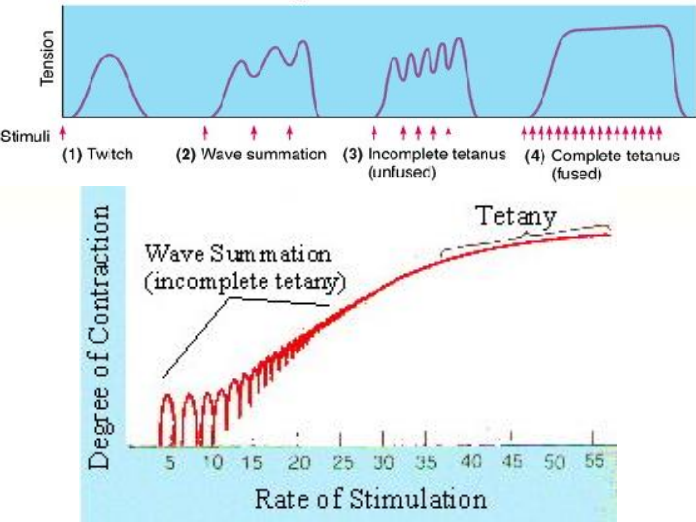 Tension
Stimuli
(1) Twitch
(2) Wave summation
(3) Incomplete tetanus
(unfused)
(4) Complete tetanus
(fused)
Degree of Contraction
Wave Summation
(incomplete tetany)
Tetany
5 10 15 20 25 30 35 40 45 50 55
Rate of Stimulation